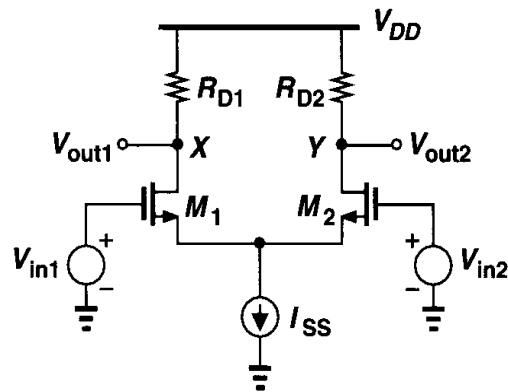 V_DD
R_D1 R_D2
V_out1 X Y V_out2
M_1 M_2
V_in1 + − + − V_in2
I_SS